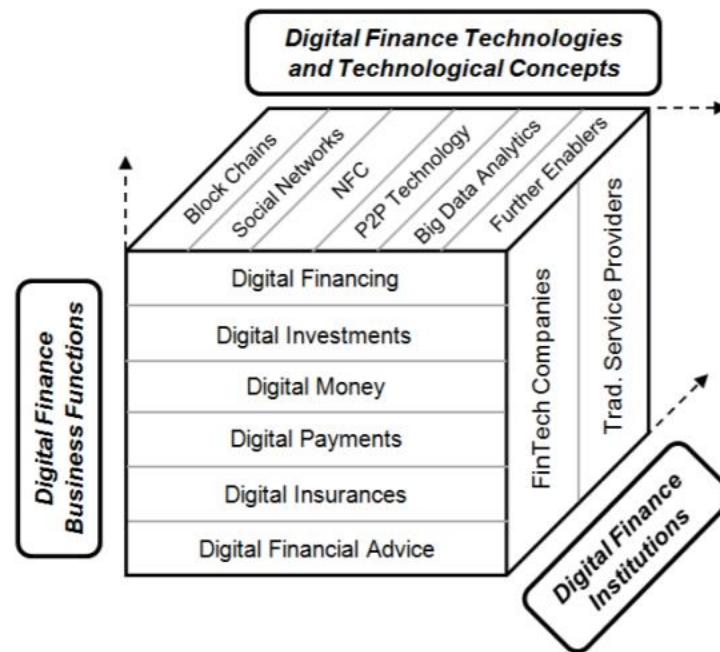 Digital Finance Technologies
and Technological Concepts
Block Chains
Social Networks
NFC
P2P Technology
Big Data Analytics
Further Enablers
Digital Finance
Business Functions
Digital Financing
Digital Investments
Digital Money
Digital Payments
Digital Insurances
Digital Financial Advice
FinTech Companies
Trad. Service Providers
Digital Finance
Institutions